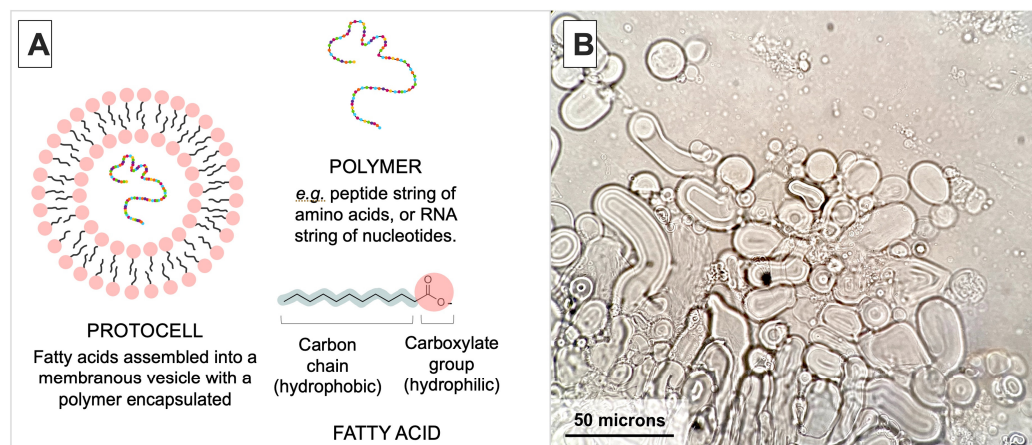 A
POLYMER
e.g. peptide string of
amino acids, or RNA
string of nucleotides.
O
O
-
PROTOCELL
Fatty acids assembled into a
membranous vesicle with a
polymer encapsulated
Carbon
chain
(hydrophobic)
Carboxylate
group
(hydrophilic)
FATTY ACID
B
50 microns